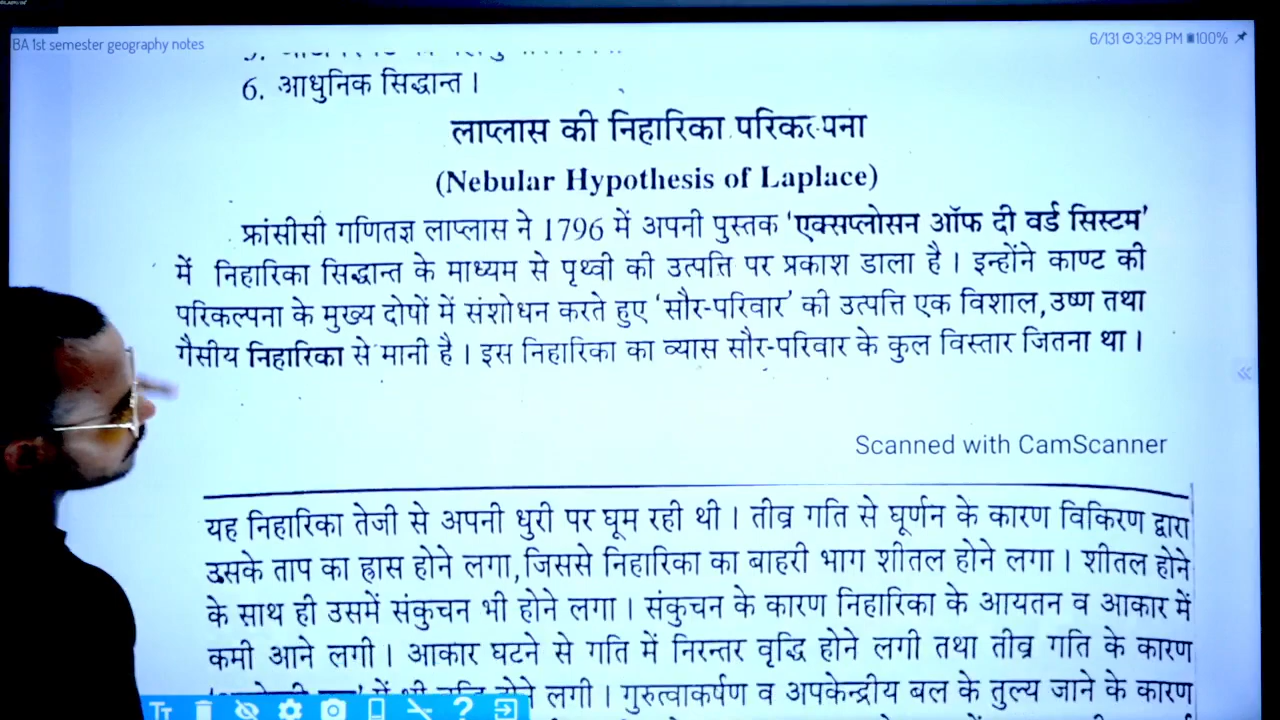 BA 1st semester geography notes
6/131 3:29 PM 100%
6. आधुनिक सिद्धान्त ।
लाप्लास की निहारिका परिकल्पना
(Nebular Hypothesis of Laplace)
फ्रांसीसी गणितज्ञ लाप्लास ने 1796 में अपनी पुस्तक ‘एक्सप्लोसन ऑफ दी वर्ड सिस्टम’
में निहारिका सिद्धान्त के माध्यम से पृथ्वी की उत्पत्ति पर प्रकाश डाला है । इन्होंने काण्ट की
परिकल्पना के मुख्य दोषों में संशोधन करते हुए ‘सौर-परिवार’ की उत्पत्ति एक विशाल, उष्ण तथा
गैसीय निहारिका से मानी है । इस निहारिका का व्यास सौर-परिवार के कुल विस्तार जितना था ।
Scanned with CamScanner
यह निहारिका तेजी से अपनी धुरी पर घूम रही थी । तीव्र गति से घूर्णन के कारण विकिरण द्वारा
उसके ताप का ह्रास होने लगा, जिससे निहारिका का बाहरी भाग शीतल होने लगा । शीतल होने
के साथ ही उसमें संकुचन भी होने लगा । संकुचन के कारण निहारिका के आयतन व आकार में
कमी आने लगी । आकार घटने से गति में निरन्तर वृद्धि होने लगी तथा तीव्र गति के कारण
में भी वृद्धि होने लगी । गुरुत्वाकर्षण व अपकेन्द्रीय बल के तुल्य जाने के कारण
Tт